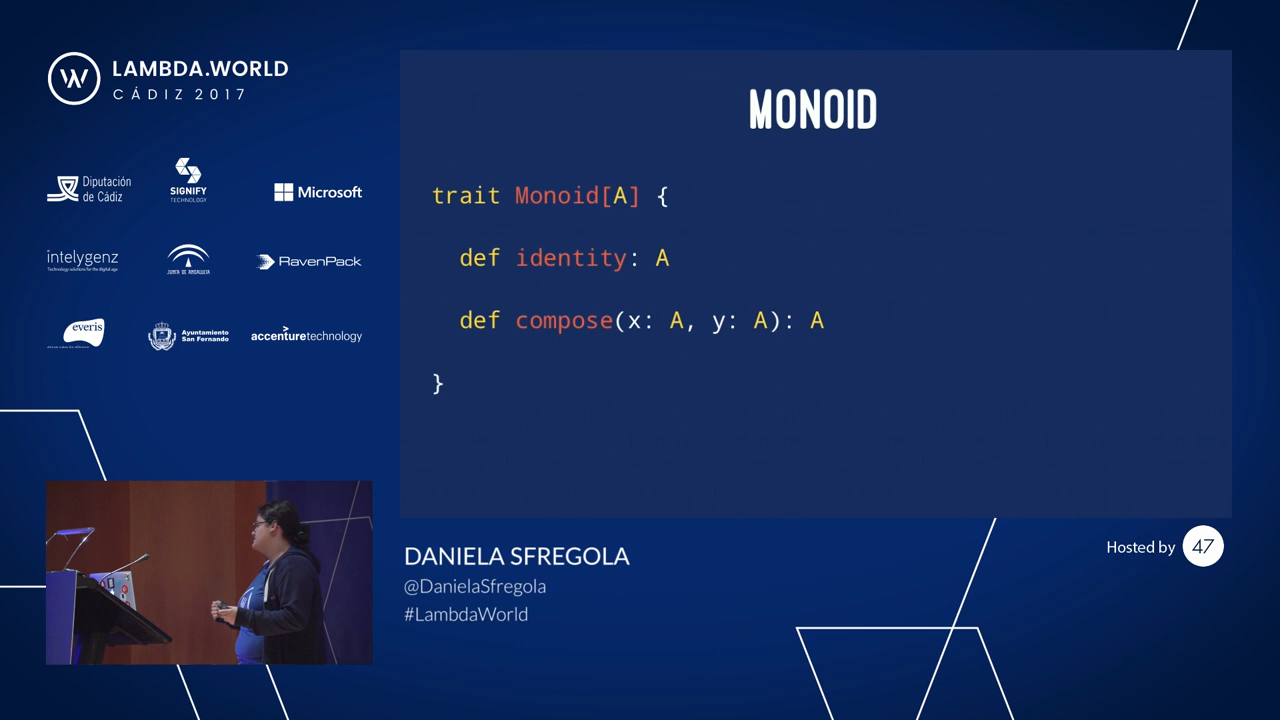 LAMBDA.WORLD
CÁDIZ 2017
Diputación
de Cádiz
SIGNIFY
TECHNOLOGY
Microsoft
intelygenz
Technology solutions for the digital age
JUNTA DE ANDALUCIA
RavenPack
everis
Ayuntamiento
San Fernando
accenturetechnology
MONOID
trait Monoid[A] {
def identity: A
def compose(x: A, y: A): A
}
DANIELA SFREGOLA
@DanielaSfregola
#LambdaWorld
Hosted by 47